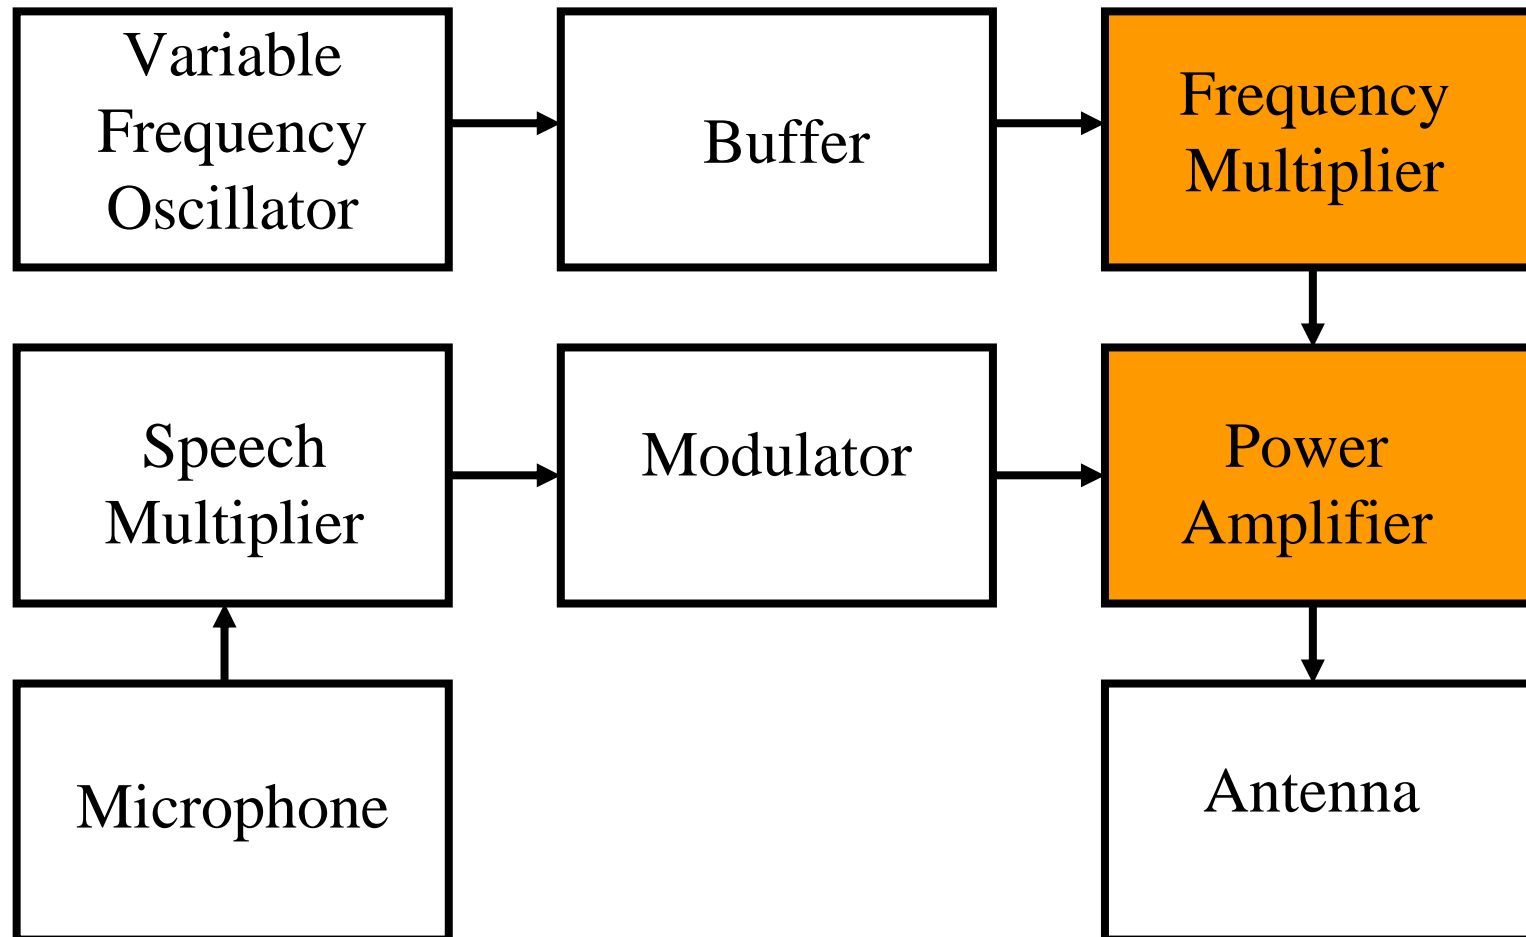 Variable
Frequency
Oscillator
Buffer
Frequency
Multiplier
Speech
Multiplier
Modulator
Power
Amplifier
Microphone
Antenna